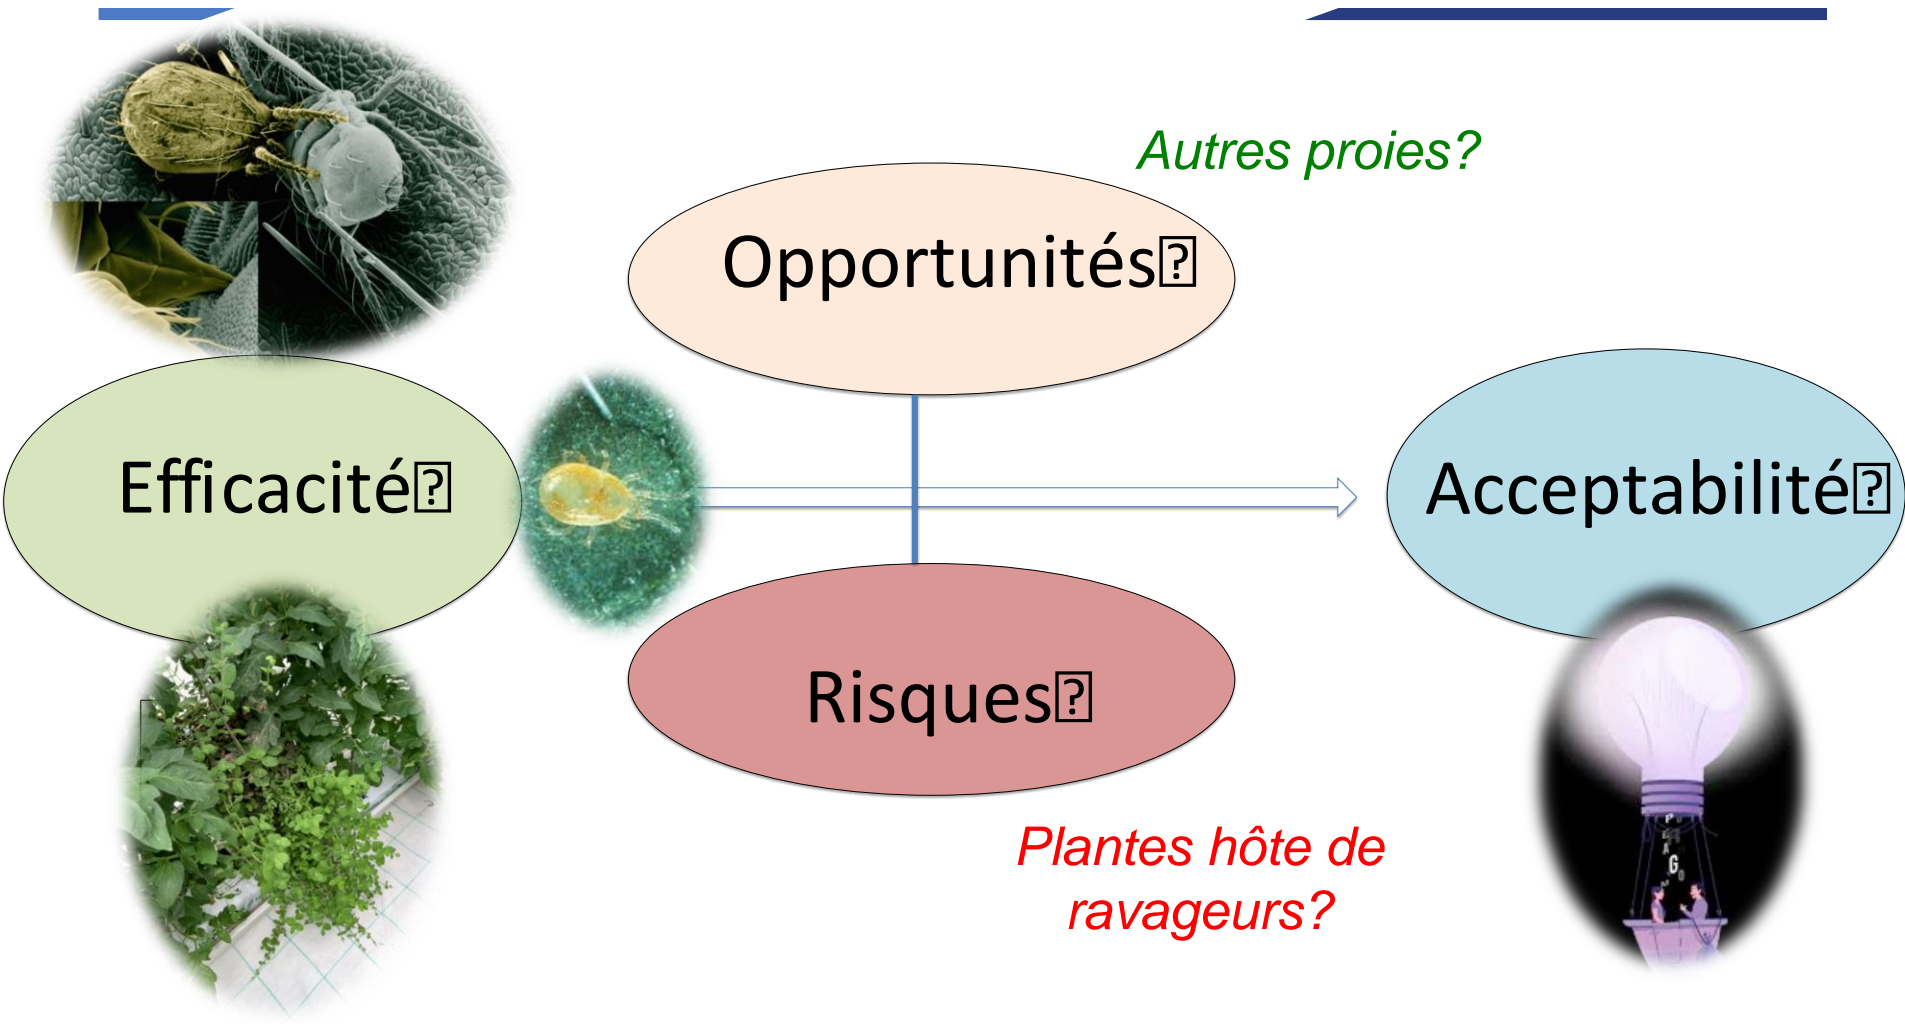 Autres proies?
Opportunités
Efficacité
Acceptabilité
Risques
Plantes hôte de
ravageurs?